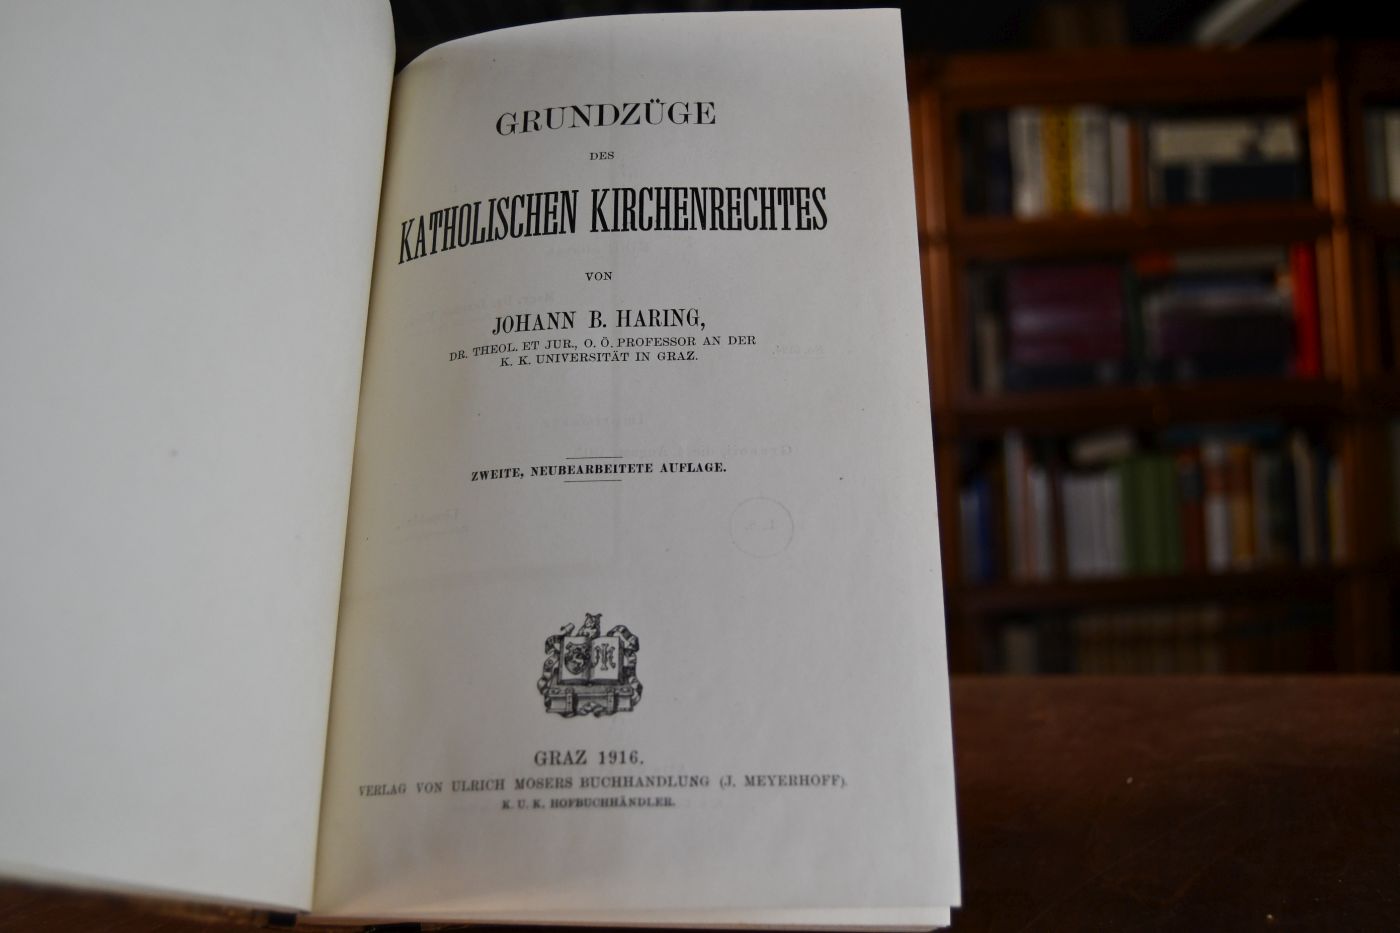 GRUNDZÜGE
DES
KATHOLISCHEN KIRCHENRECHTES
VON
JOHANN B. HARING,
DR. THEOL. ET JUR., O. Ö. PROFESSOR AN DER
K. K. UNIVERSITÄT IN GRAZ.
ZWEITE, NEUBEARBEITETE AUFLAGE.
GRAZ 1916.
VERLAG VON ULRICH MOSERS BUCHHANDLUNG (J. MEYERHOFF).
K. U. K. HOFBUCHHÄNDLER.